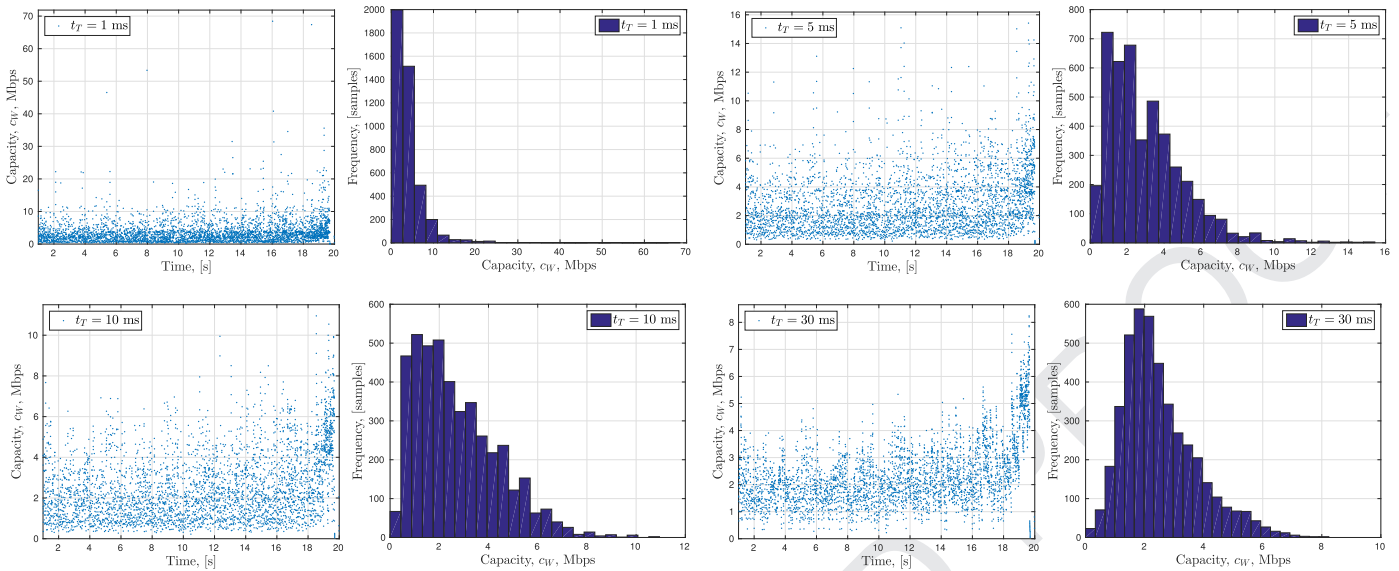 t_T = 1 ms
Capacity, c_W, Mbps
70
60
50
40
30
20
10
0
2 4 6 8 10 12 14 16 18 20
Time, [s]
t_T = 1 ms
Frequency, [samples]
2000
1800
1600
1400
1200
1000
800
600
400
200
0
0 10 20 30 40 50 60 70
Capacity, c_W, Mbps
t_T = 5 ms
Capacity, c_W, Mbps
16
14
12
10
8
6
4
2
0
2 4 6 8 10 12 14 16 18 20
Time, [s]
t_T = 5 ms
Frequency, [samples]
800
700
600
500
400
300
200
100
0
0 2 4 6 8 10 12 14 16
Capacity, c_W, Mbps
t_T = 10 ms
Capacity, c_W, Mbps
10
8
6
4
2
0
2 4 6 8 10 12 14 16 18 20
Time, [s]
t_T = 10 ms
Frequency, [samples]
600
500
400
300
200
100
0
0 2 4 6 8 10 12
Capacity, c_W, Mbps
t_T = 30 ms
Capacity, c_W, Mbps
8
7
6
5
4
3
2
1
0
2 4 6 8 10 12 14 16 18 20
Time, [s]
t_T = 30 ms
Frequency, [samples]
600
500
400
300
200
100
0
0 2 4 6 8 10
Capacity, c_W, Mbps